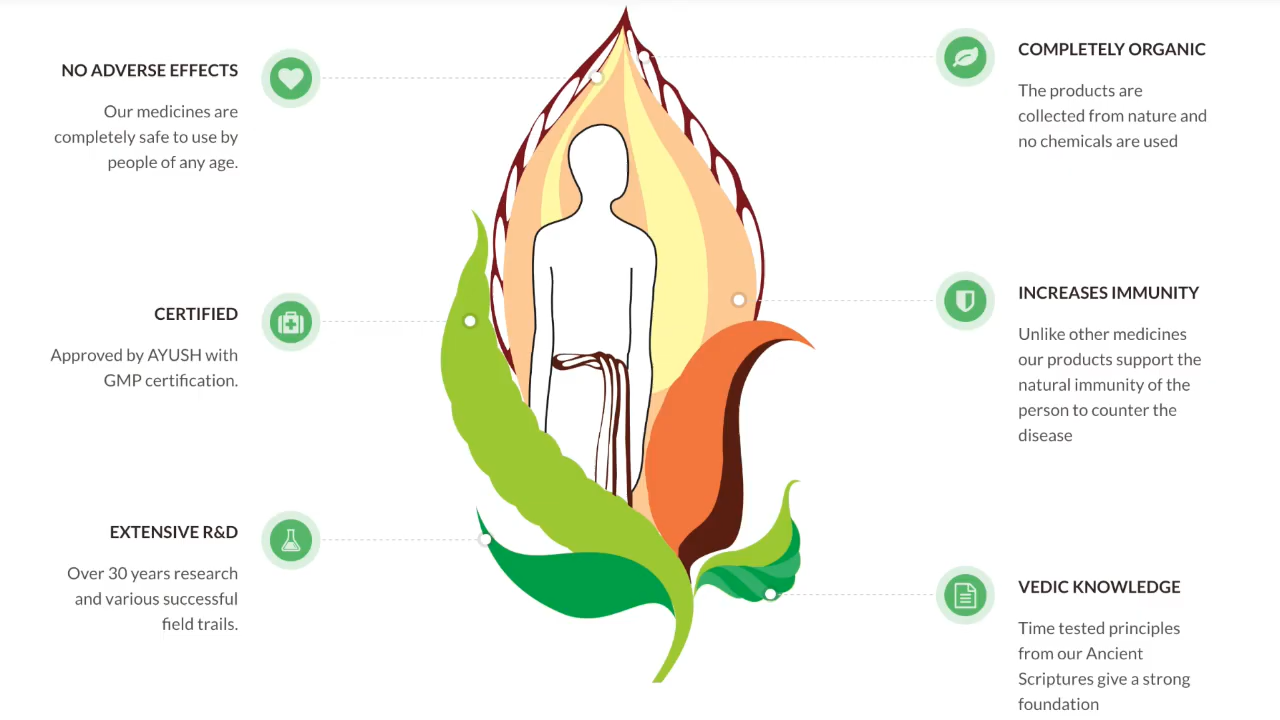 NO ADVERSE EFFECTS
Our medicines are
completely safe to use by
people of any age.
CERTIFIED
Approved by AYUSH with
GMP certification.
EXTENSIVE R&D
Over 30 years research
and various successful
field trails.
COMPLETELY ORGANIC
The products are
collected from nature and
no chemicals are used
INCREASES IMMUNITY
Unlike other medicines
our products support the
natural immunity of the
person to counter the
disease
VEDIC KNOWLEDGE
Time tested principles
from our Ancient
Scriptures give a strong
foundation